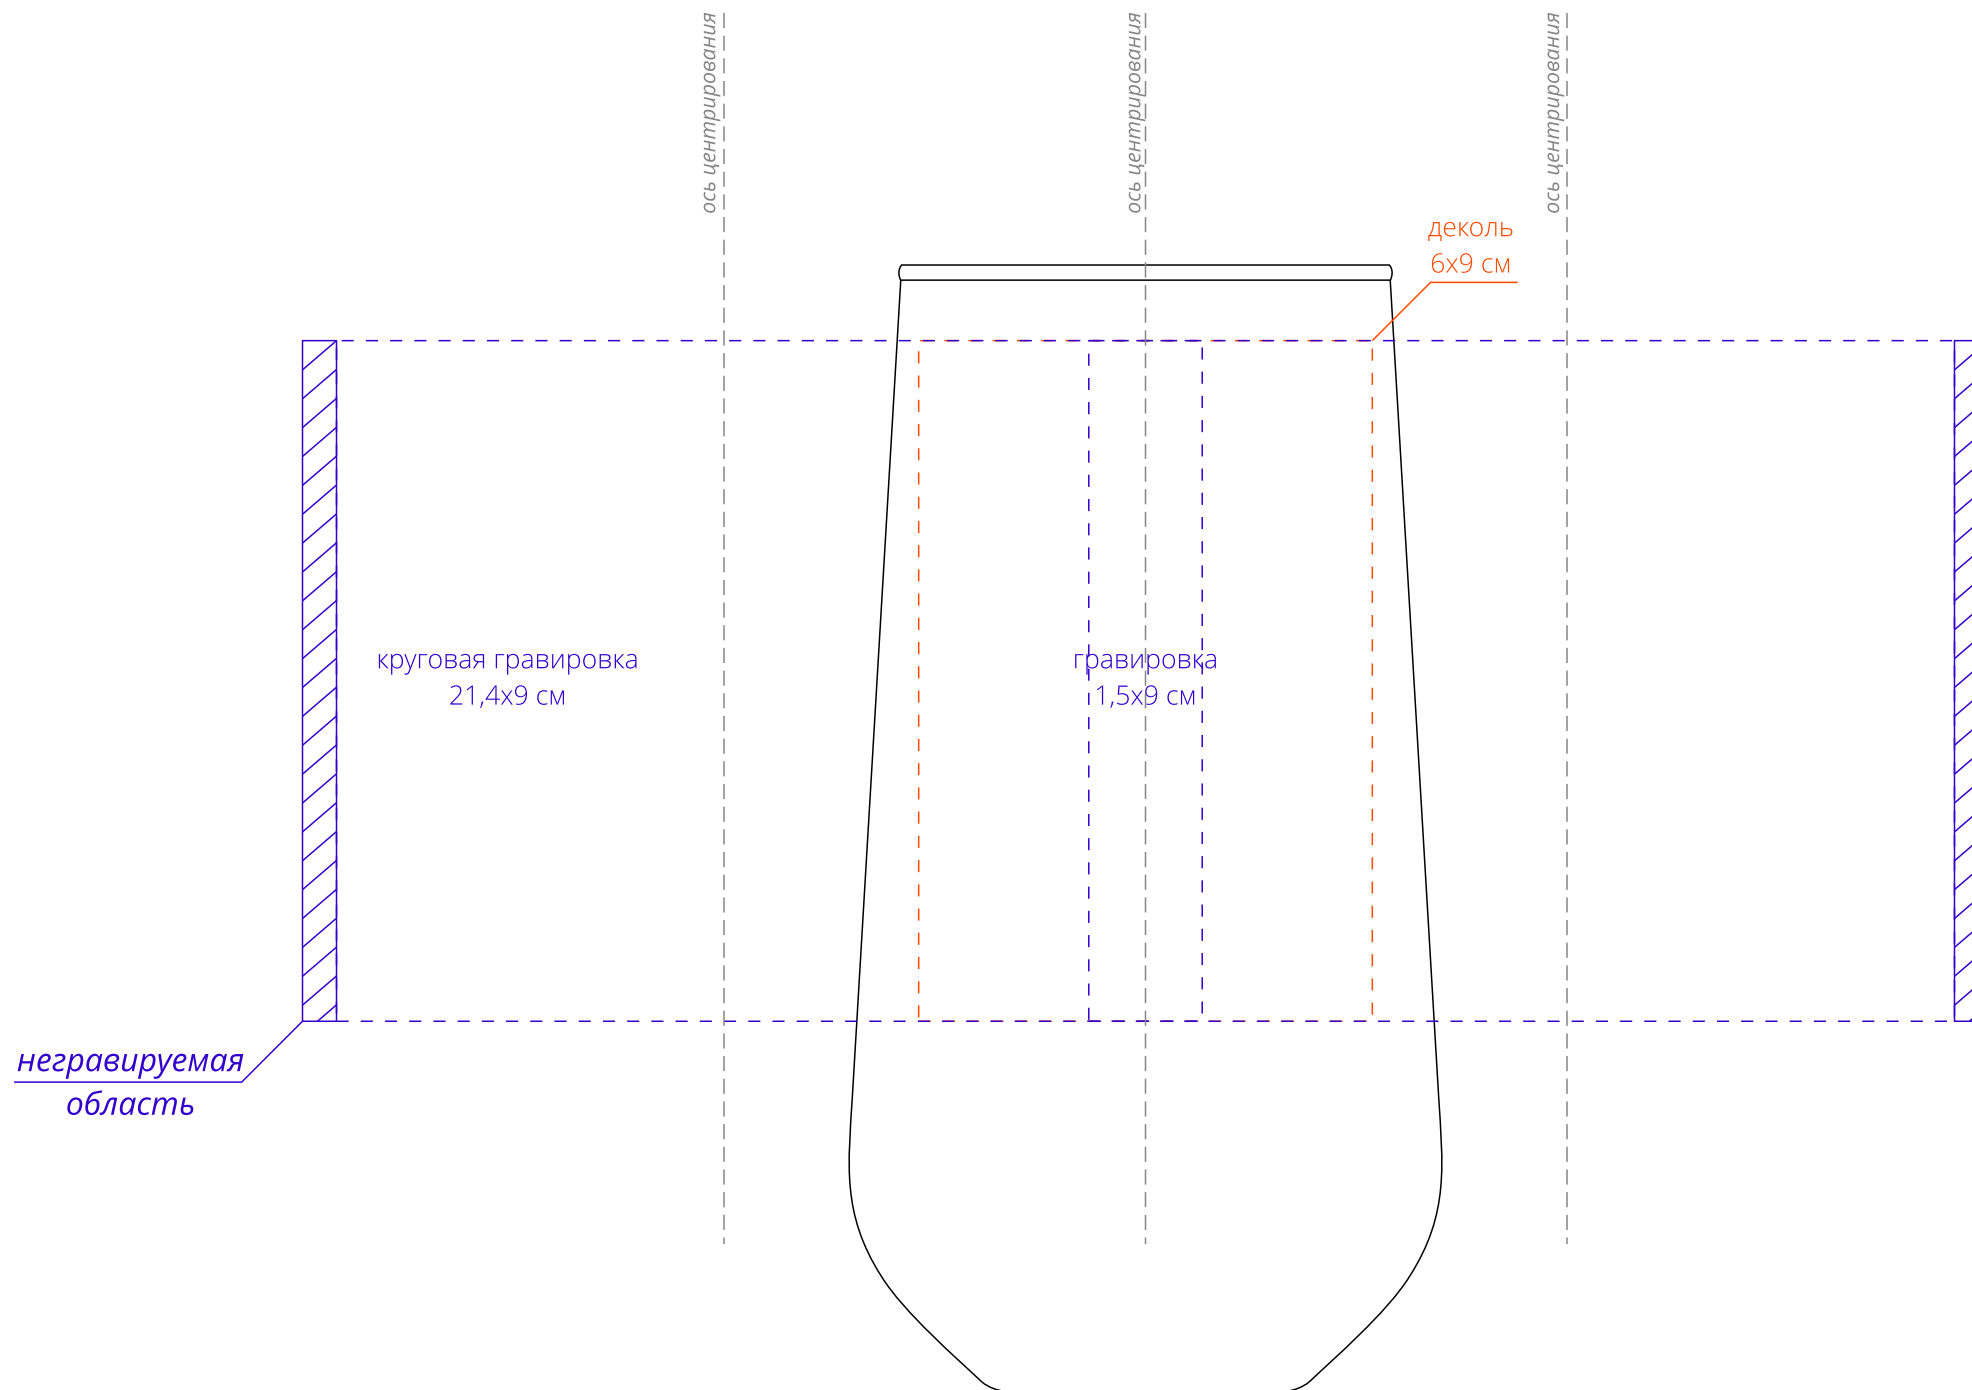 ось центрирования
ось центрирования
ось центрирования
деколь
6х9 см
круговая гравировка
21,4х9 см
гравировка
1,5х9 см
негравируемая
область